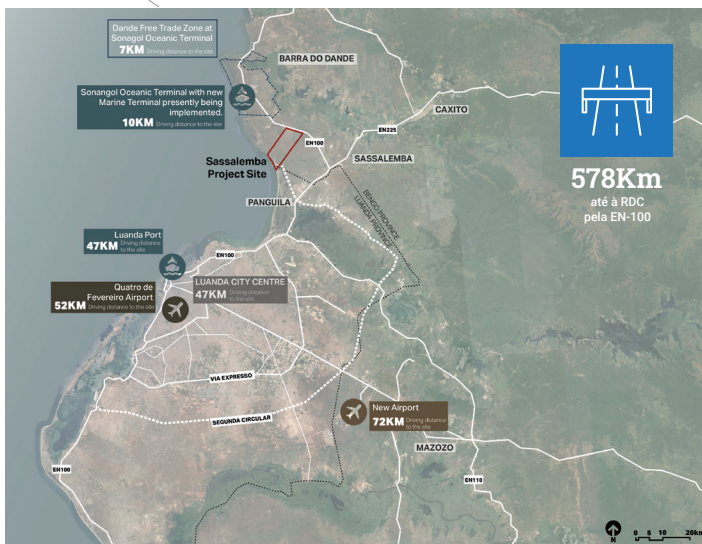 Dande Free Trade Zone at
Sonagol Oceanic Terminal
7KM Driving distance to the site
BARRA DO DANDE
Sonangol Oceanic Terminal with new
Marine Terminal presently being
implemented.
10KM Driving distance to the site
CAXITO
EN225
EN100
SASSALEMBA
Sassalemba
Project Site
PANGUILA
BENGO PROVINCE
LUANDA PROVINCE
578Km
até à RDC
pela EN-100
Luanda Port
47KM Driving distance
to the site
EN100
Quatro de
Fevereiro Airport
52KM Driving distance to the site
LUANDA CITY CENTRE
47KM Driving distance
to the site
VIA EXPRESSO
SEGUNDA CIRCULAR
New Airport
72KM Driving distance
to the site
MAZOZO
EN100
EN110
N
0 5 10 20km